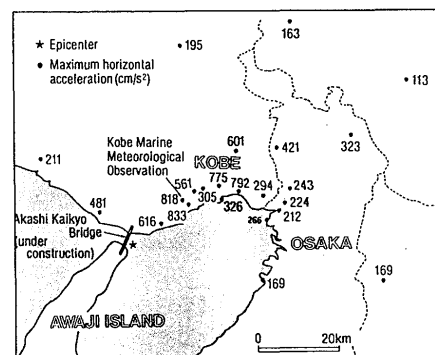 163
★ Epicenter
195
• Maximum horizontal
acceleration (cm/s²)
113
323
Kobe Marine
Meteorological
Observation
601
421
KOBE
211
561
775
792
294
243
818
305
326
224
481
833
266
212
616
Akashi Kaikyo
Bridge
(under
construction)
OSAKA
169
169
AWAJI ISLAND
0
20km